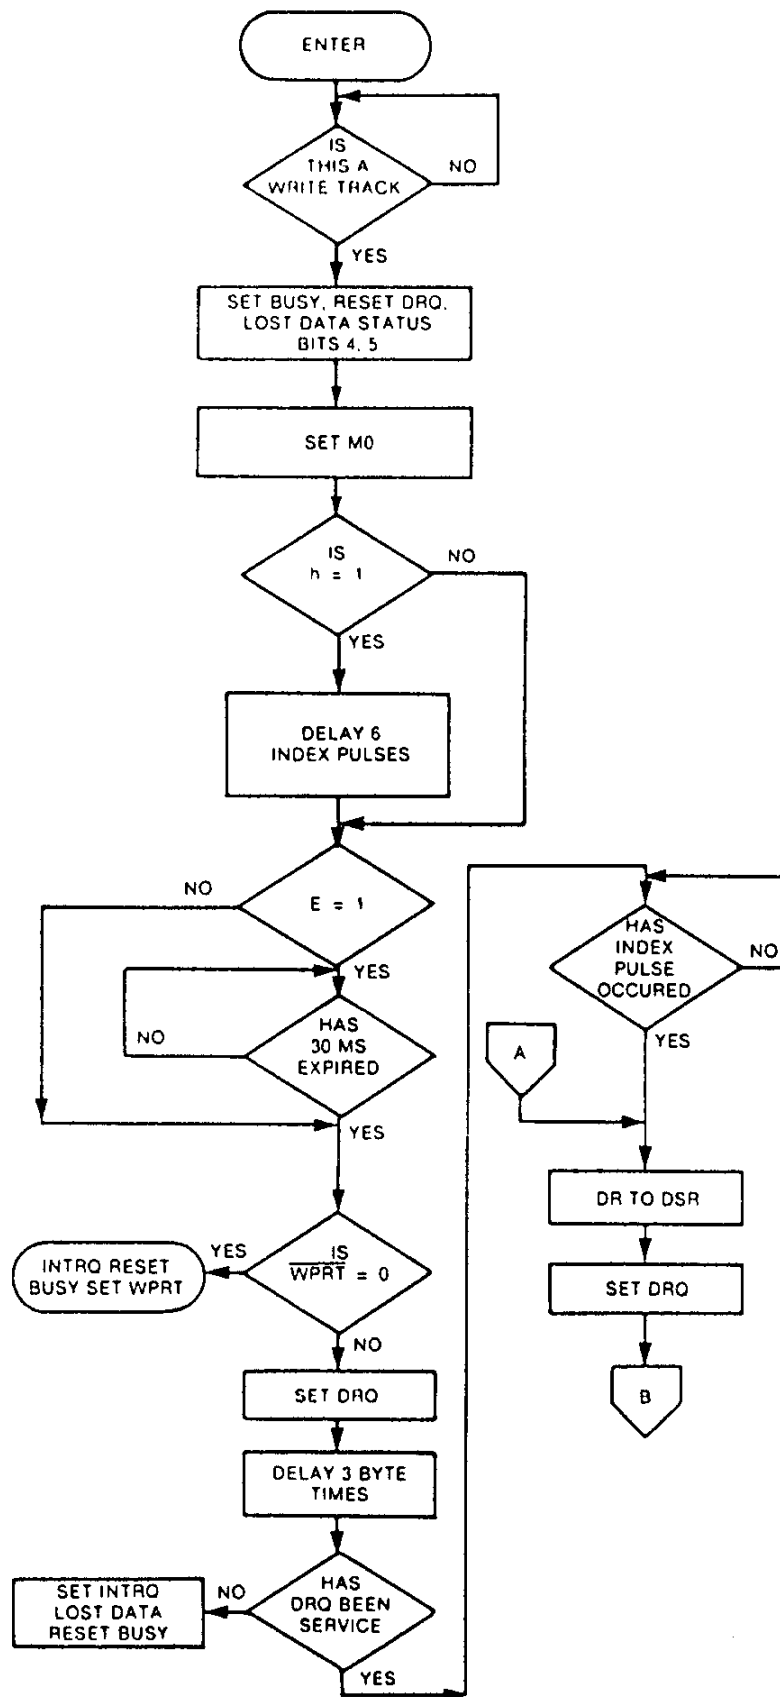 ENTER
IS
THIS A
WRITE TRACK
NO
YES
SET BUSY, RESET DRQ,
LOST DATA STATUS
BITS 4, 5
SET M0
IS
h = 1
NO
YES
DELAY 6
INDEX PULSES
E = 1
NO
YES
HAS
30 MS
EXPIRED
NO
YES
IS
WPRT = 0
YES
INTRQ RESET
BUSY SET WPRT
NO
SET DRQ
DELAY 3 BYTE
TIMES
HAS
DRQ BEEN
SERVICE
NO
SET INTRQ
LOST DATA
RESET BUSY
YES
HAS
INDEX
PULSE
OCCURED
NO
YES
A
DR TO DSR
SET DRQ
B